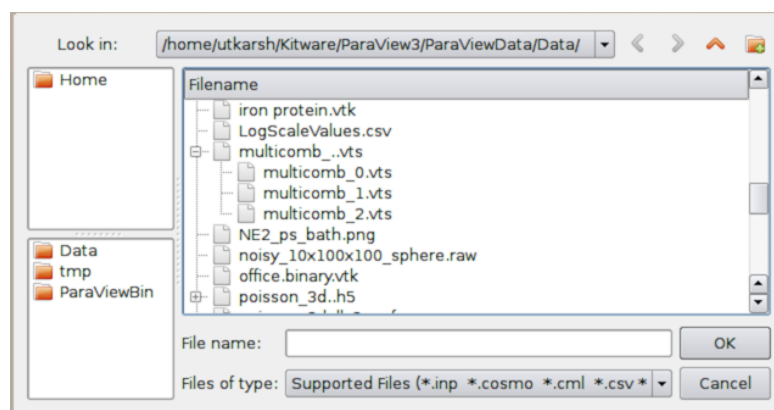 Look in: /home/utkarsh/Kitware/ParaView3/ParaViewData/Data/
Home
Data
tmp
ParaViewBin
Filename
iron protein.vtk
LogScaleValues.csv
multicomb_..vts
multicomb_0.vts
multicomb_1.vts
multicomb_2.vts
NE2_ps_bath.png
noisy_10x100x100_sphere.raw
office.binary.vtk
poisson_3d..h5
File name: OK
Files of type: Supported Files (*.inp *.cosmo *.cml *.csv * Cancel